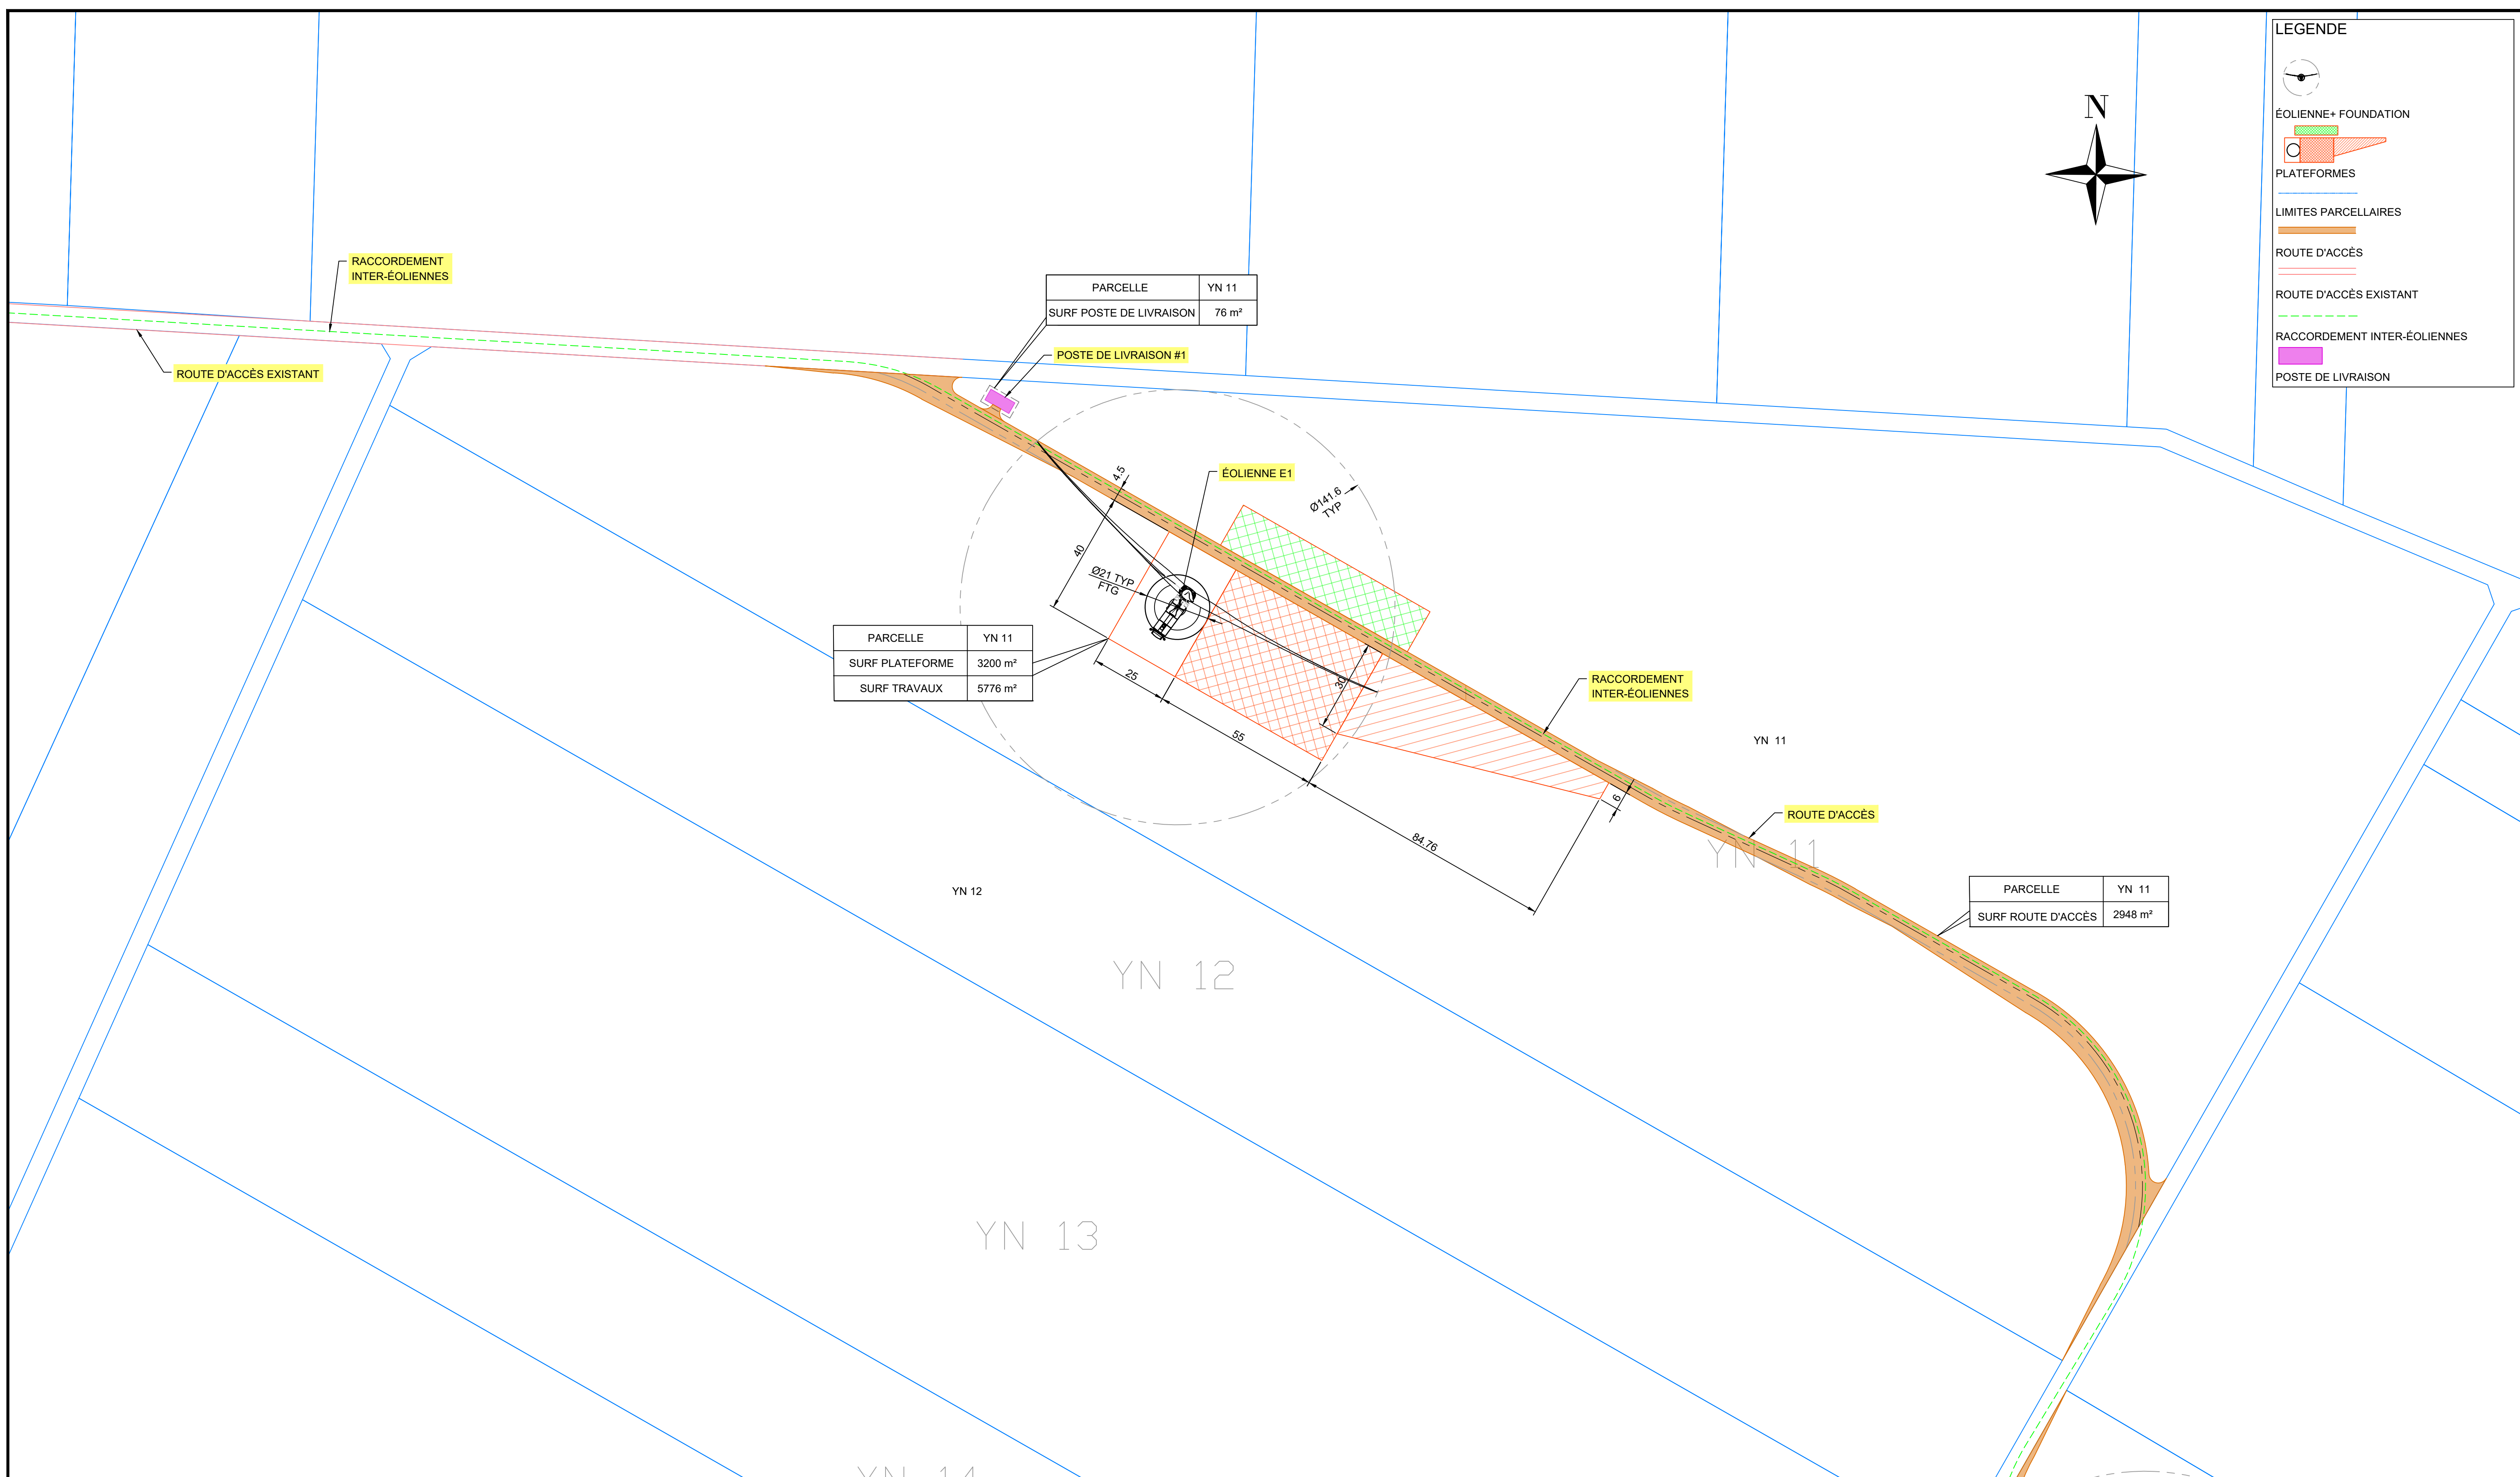 LEGENDE
N
ÉOLIENNE+ FOUNDATION
PLATEFORMES
LIMITES PARCELLAIRES
ROUTE D'ACCÈS
ROUTE D'ACCÈS EXISTANT
RACCORDEMENT INTER-ÉOLIENNES
POSTE DE LIVRAISON
RACCORDEMENT
INTER-ÉOLIENNES
ROUTE D'ACCÈS EXISTANT
PARCELLE YN 11
SURF POSTE DE LIVRAISON 76 m²
POSTE DE LIVRAISON #1
ÉOLIENNE E1
4.5
Ø141.6
TYP
40
Ø21 TYP
FTG
PARCELLE YN 11
SURF PLATEFORME 3200 m²
SURF TRAVAUX 5776 m²
25
30
55
84.76
6
RACCORDEMENT
INTER-ÉOLIENNES
YN 11
ROUTE D'ACCÈS
YN 11
PARCELLE YN 11
SURF ROUTE D'ACCÈS 2948 m²
YN 12
YN 12
YN 13
YN 14